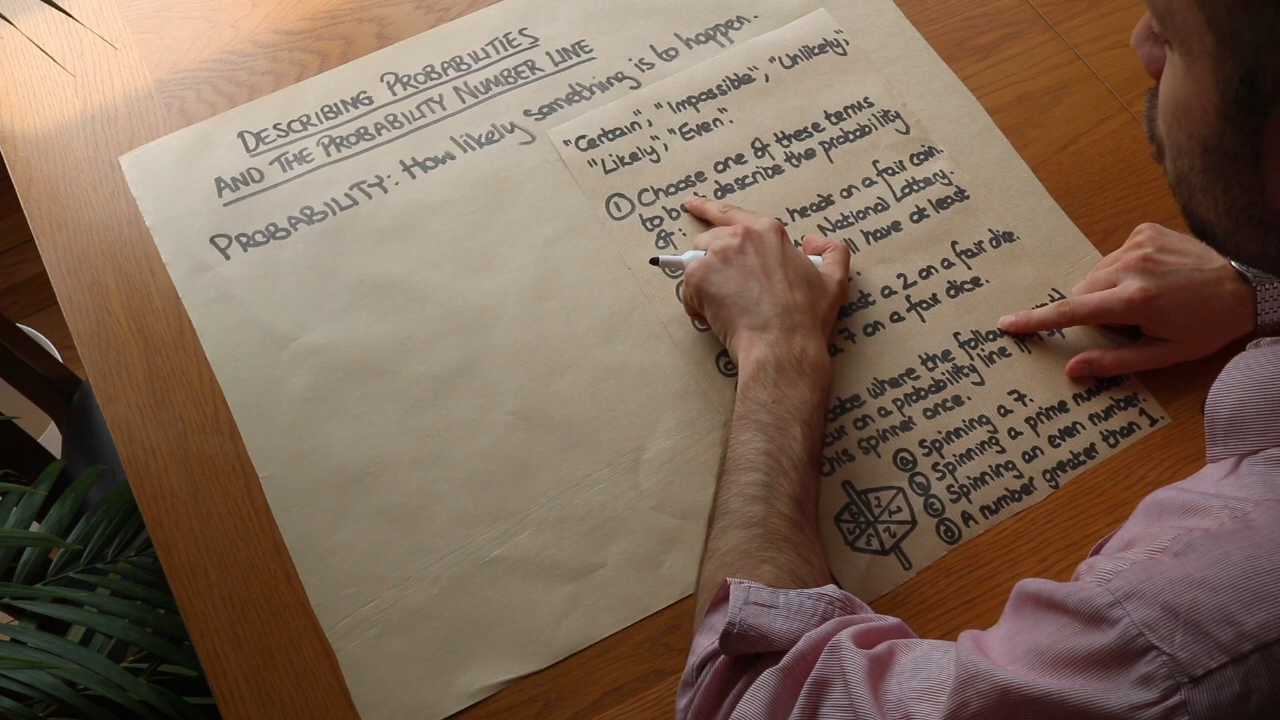 DESCRIBING PROBABILITIES
AND THE PROBABILITY NUMBER LINE
PROBABILITY: How likely something is to happen.
"Certain", "Impossible", "Unlikely",
"Likely", "Even".
① Choose one of these terms
to describe the probability
of:
heads on a fair coin.
National Lottery.
have at least
a 2 on a fair dice.
a 7 on a fair dice.
where the
on a probability line if
this spinner once.
ⓐ Spinning a 7.
ⓑ Spinning a prime number.
ⓒ Spinning an even number.
ⓓ A number greater than 1.